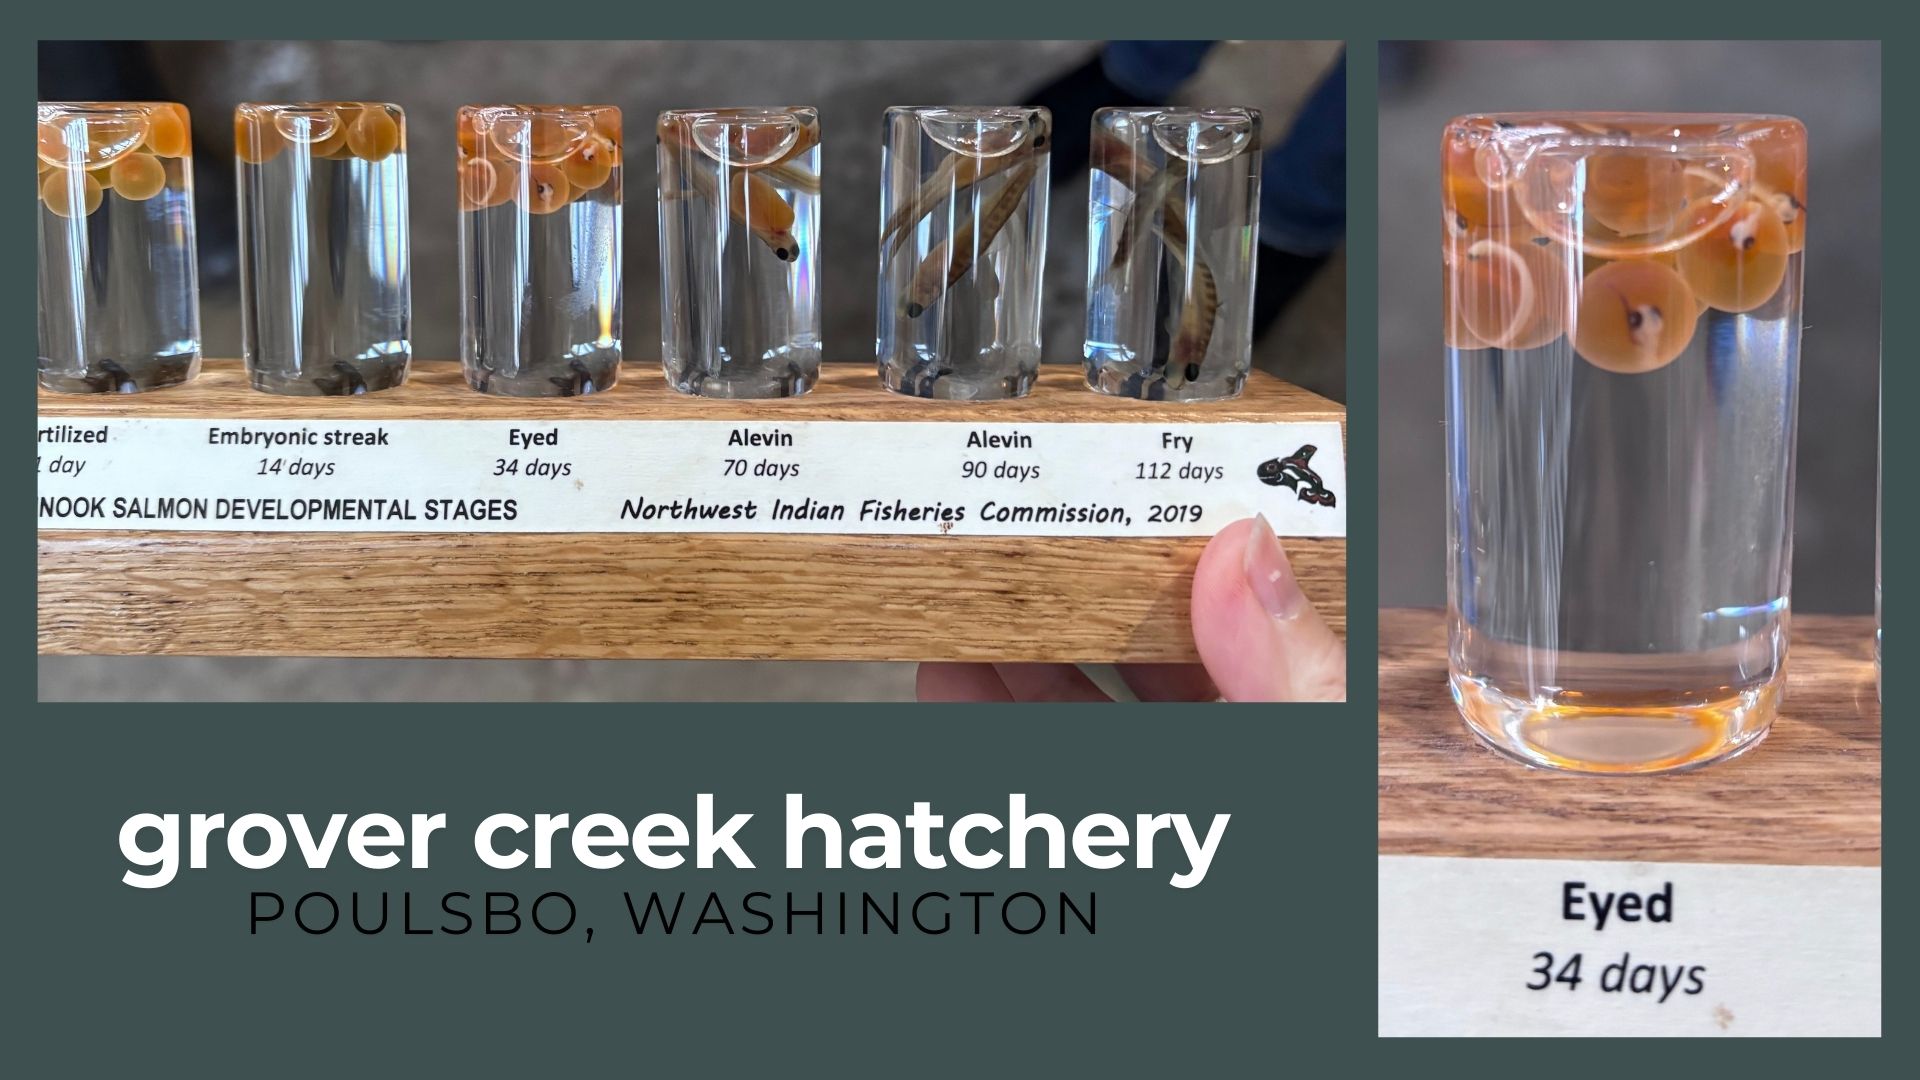 rtilized
1 day
Embryonic streak
14 days
Eyed
34 days
Alevin
70 days
Alevin
90 days
Fry
112 days
NOOK SALMON DEVELOPMENTAL STAGES
Northwest Indian Fisheries Commission, 2019
grover creek hatchery
POULSBO, WASHINGTON
Eyed
34 days